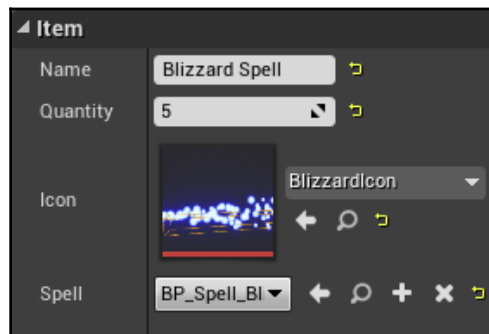 Item
Name Blizzard Spell
Quantity 5
Icon BlizzardIcon
Spell BP_Spell_Bl